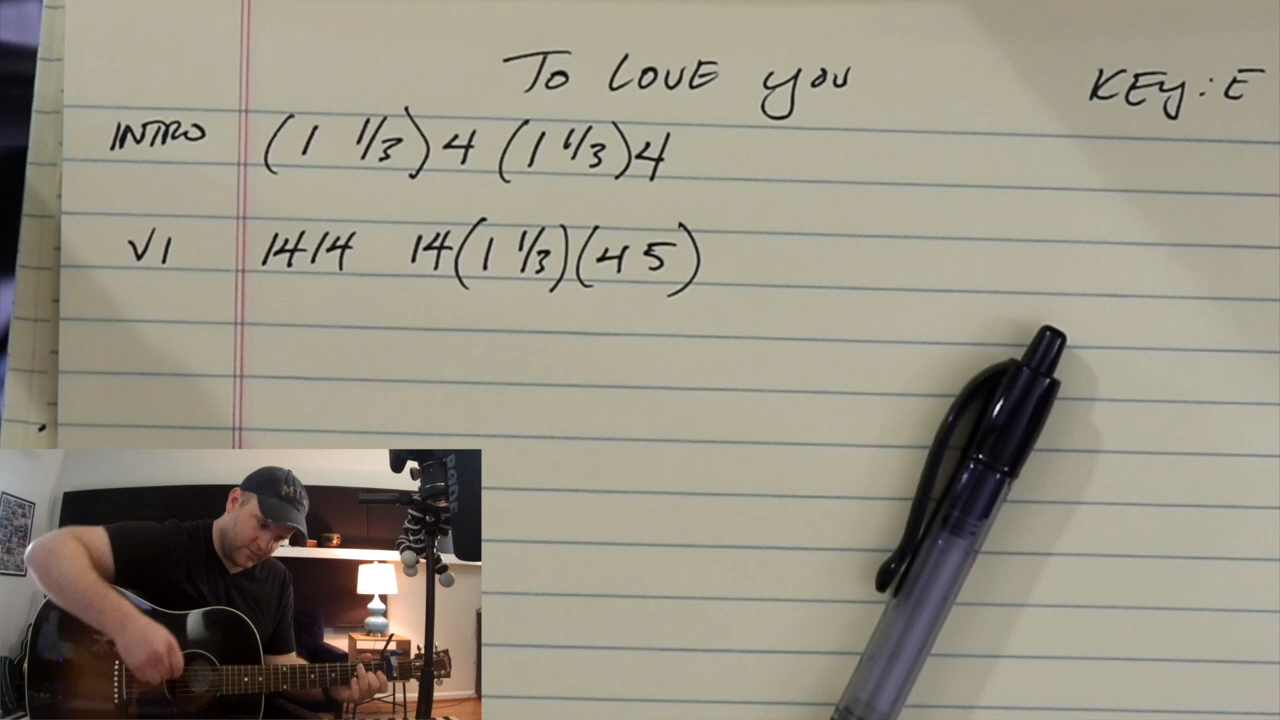 To LOVE you
KEy: E
INTRO (1 1/3) 4 (1 1/3) 4
V1 1414 14 (1 1/3) (4 5)